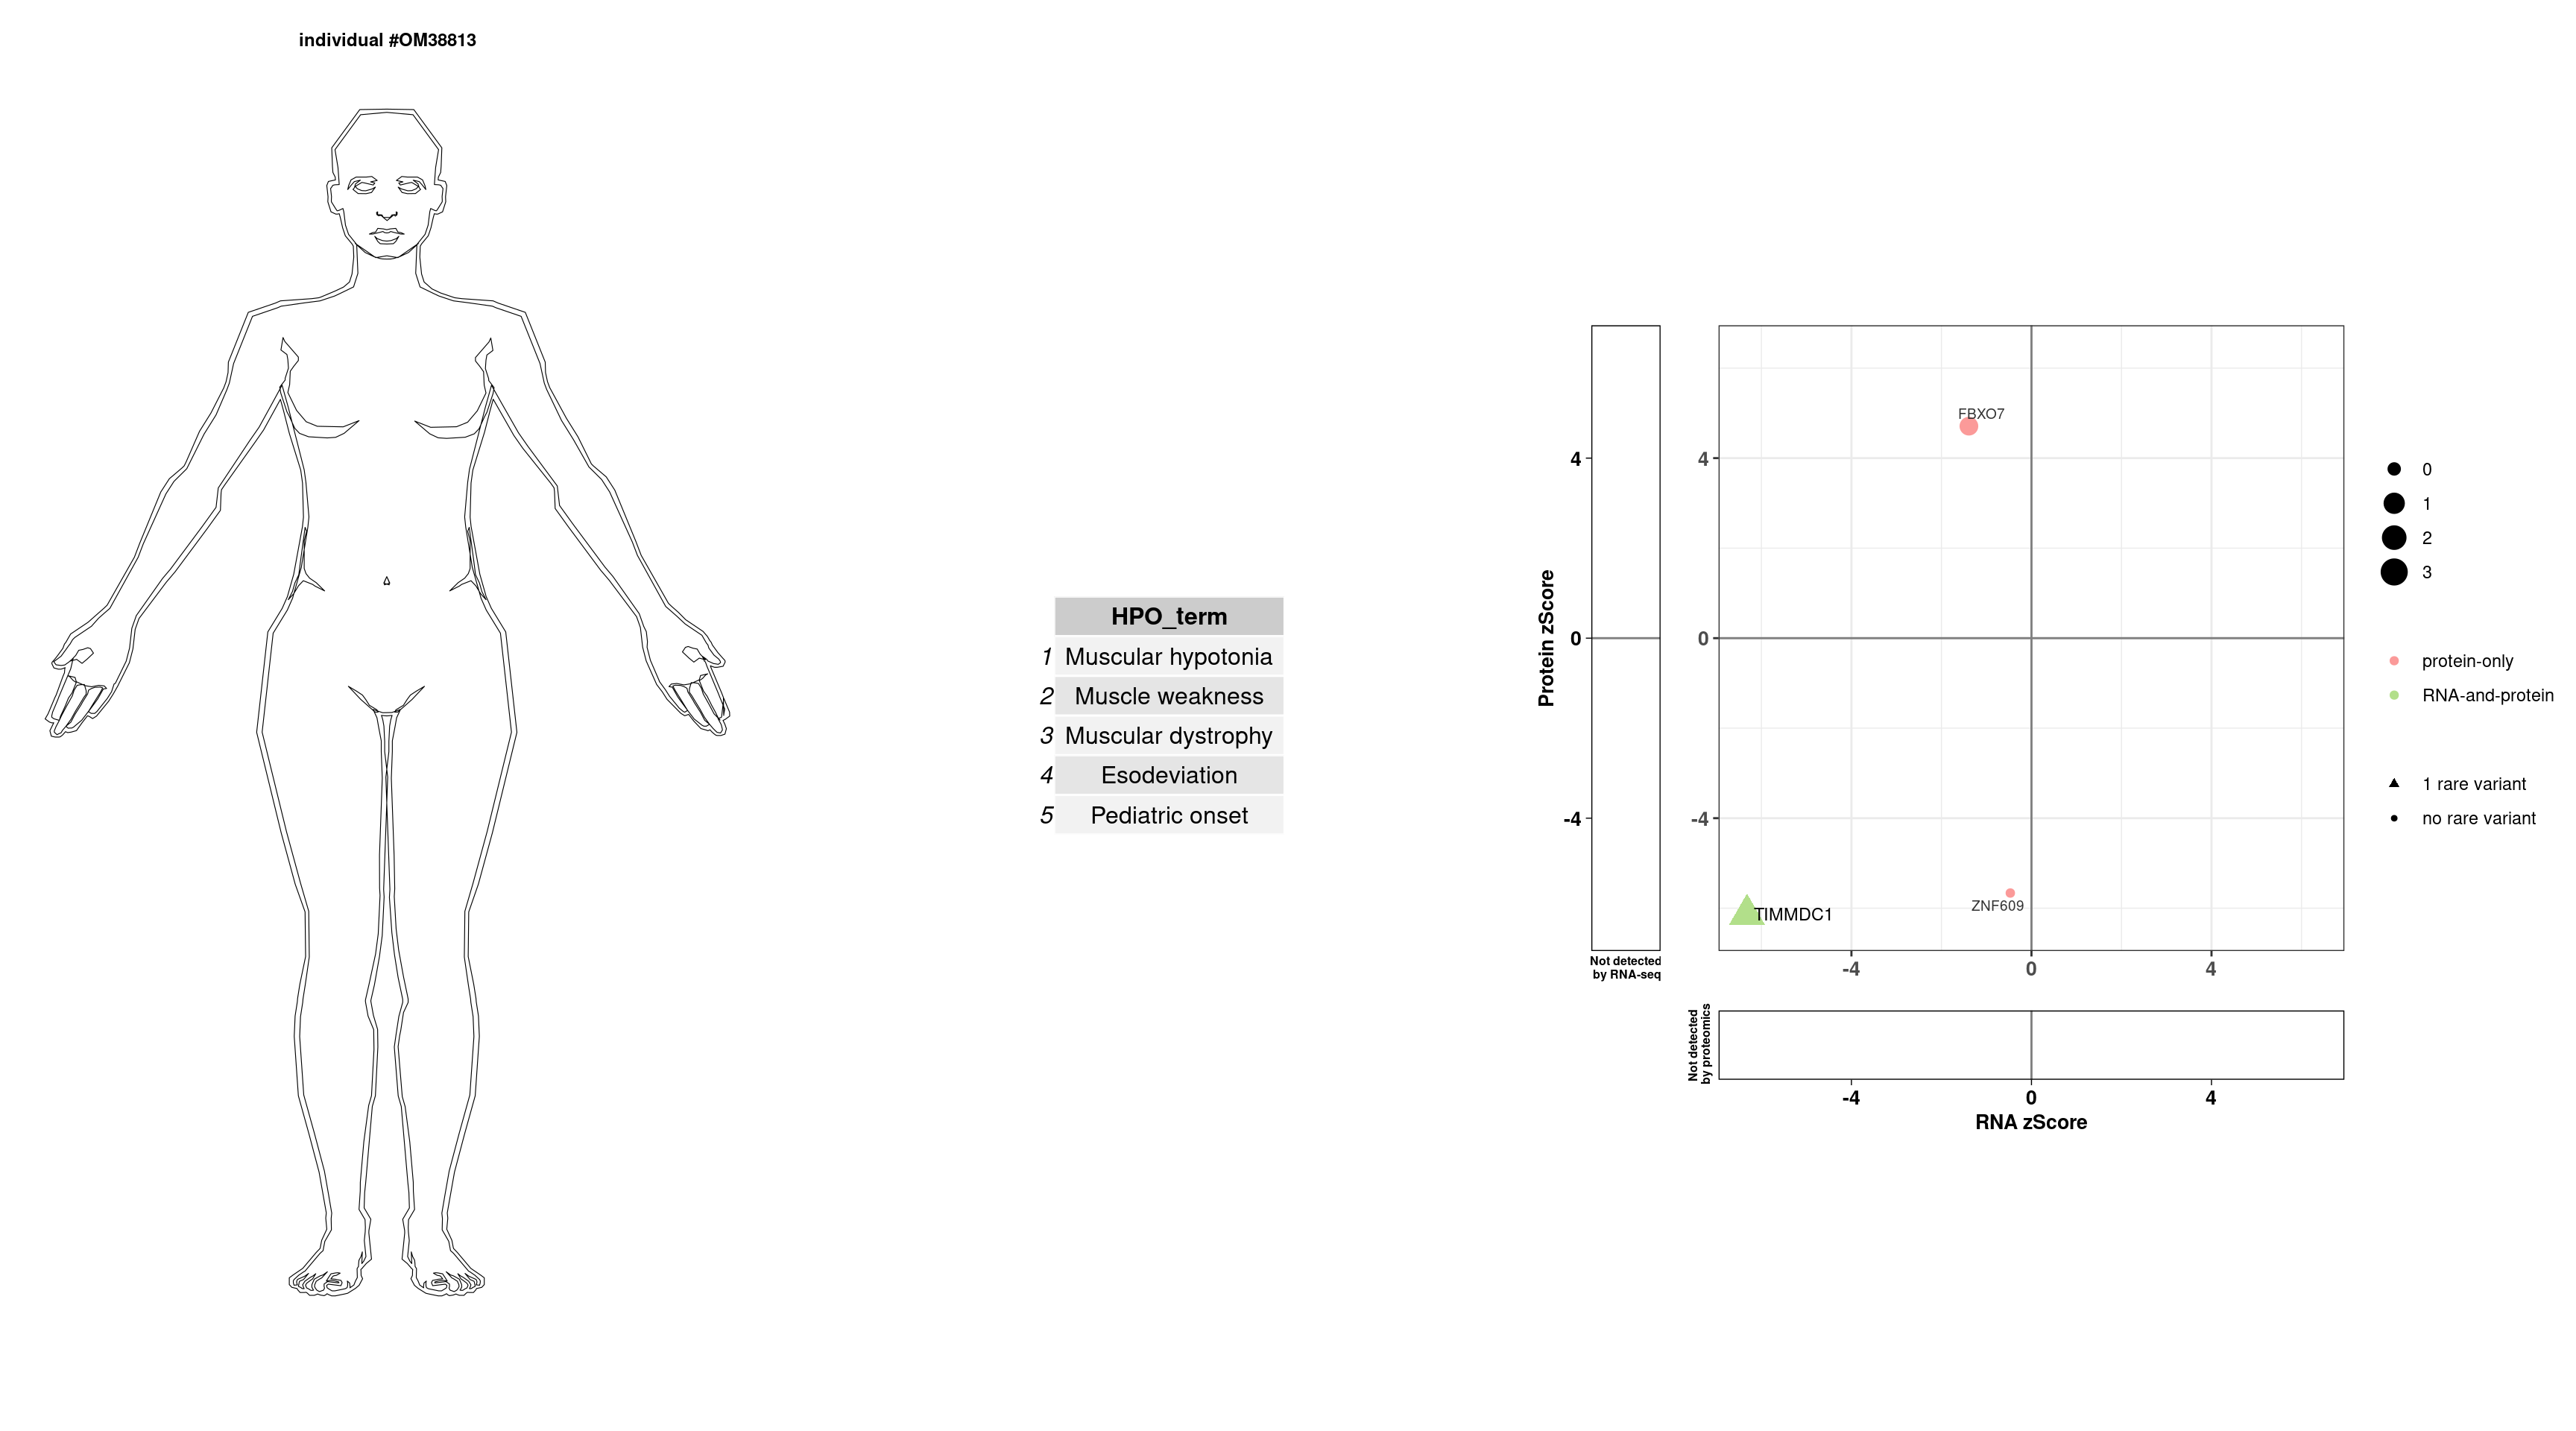 individual #OM38813
HPO_term
1 Muscular hypotonia
2 Muscle weakness
3 Muscular dystrophy
4 Esodeviation
5 Pediatric onset
Protein zScore
4
0
-4
Not detected
by RNA-seq
4
0
-4
FBXO7
ZNF609
TIMMDC1
-4 0 4
Not detected
by proteomics
-4 0 4
RNA zScore
0
1
2
3
protein-only
RNA-and-protein
1 rare variant
no rare variant